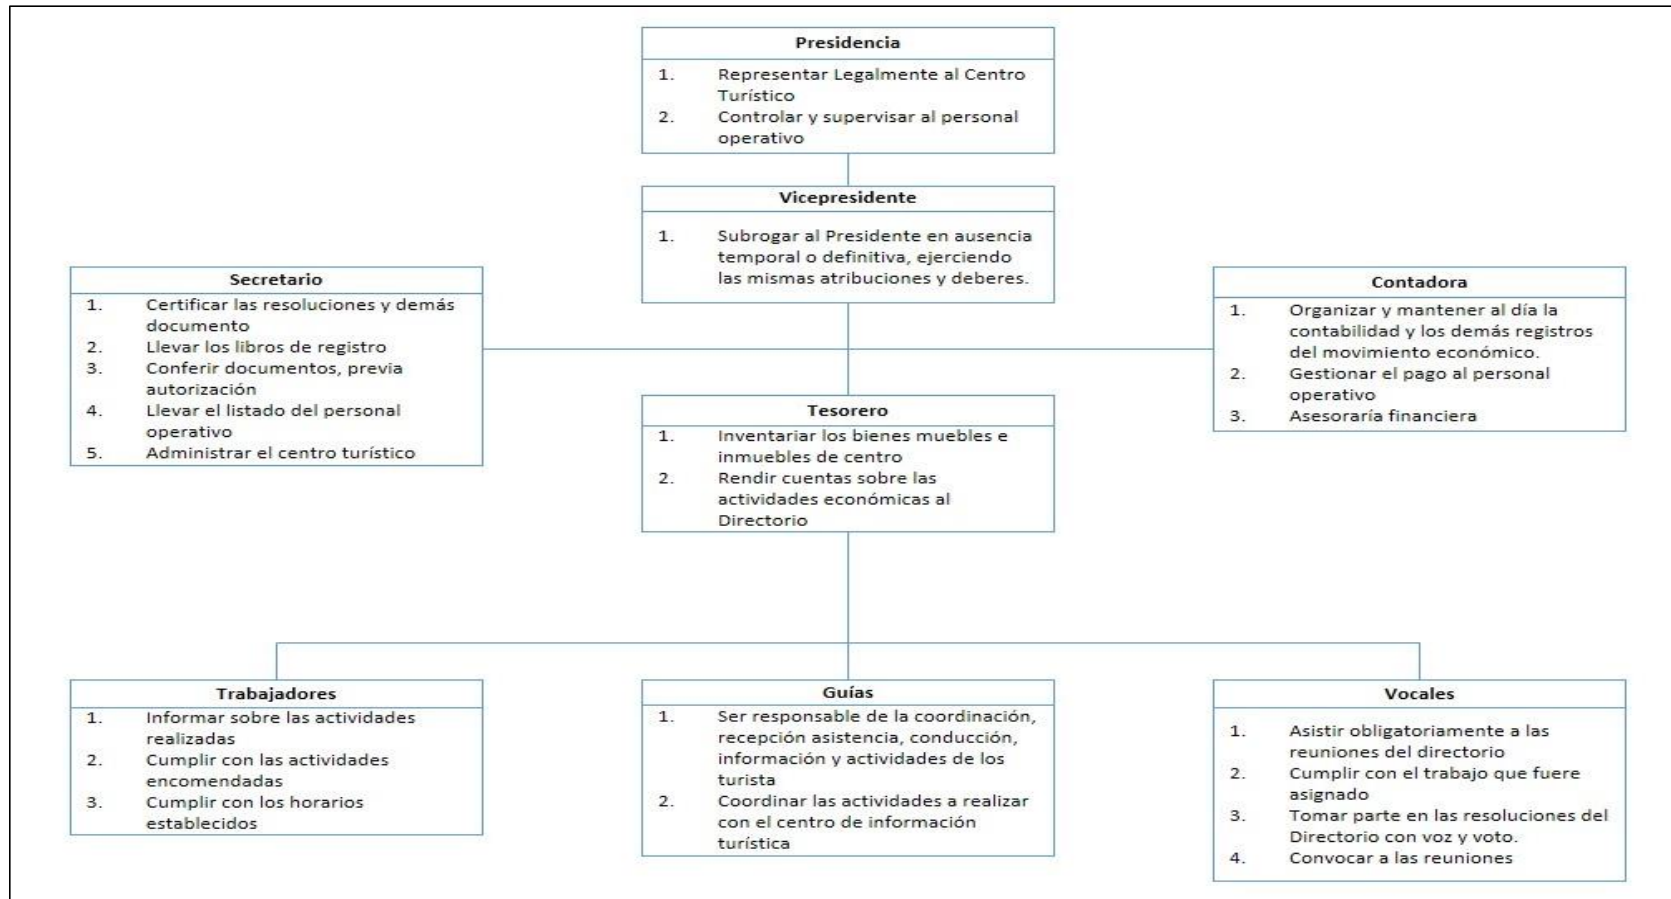 Presidencia
1. Representar Legalmente al Centro
Turístico
2. Controlar y supervisar al personal
operativo
Vicepresidente
1. Subrogar al Presidente en ausencia
temporal o definitiva, ejerciendo
las mismas atribuciones y deberes.
Secretario
1. Certificar las resoluciones y demás
documento
2. Llevar los libros de registro
3. Conferir documentos, previa
autorización
4. Llevar el listado del personal
operativo
5. Administrar el centro turístico
Contadora
1. Organizar y mantener al día la
contabilidad y los demás registros
del movimiento económico.
2. Gestionar el pago al personal
operativo
3. Asesoraría financiera
Tesorero
1. Inventariar los bienes muebles e
inmuebles de centro
2. Rendir cuentas sobre las
actividades económicas al
Directorio
Trabajadores
1. Informar sobre las actividades
realizadas
2. Cumplir con las actividades
encomendadas
3. Cumplir con los horarios
establecidos
Guías
1. Ser responsable de la coordinación,
recepción asistencia, conducción,
información y actividades de los
turista
2. Coordinar las actividades a realizar
con el centro de información
turística
Vocales
1. Asistir obligatoriamente a las
reuniones del directorio
2. Cumplir con el trabajo que fuere
asignado
3. Tomar parte en las resoluciones del
Directorio con voz y voto.
4. Convocar a las reuniones